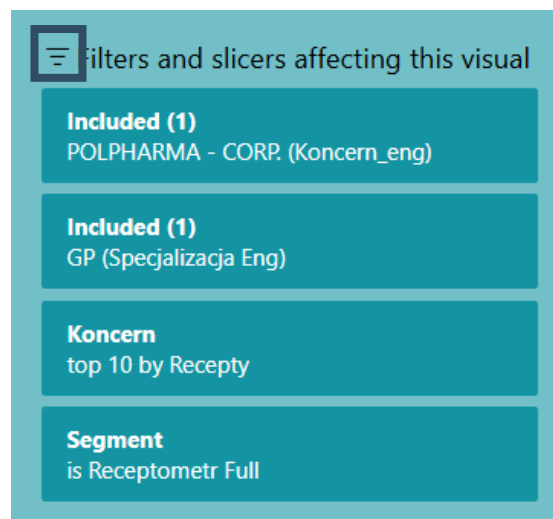 Filters and slicers affecting this visual
Included (1)
POLPHARMA - CORP. (Koncern_eng)
Included (1)
GP (Specjalizacja Eng)
Koncern
top 10 by Recepty
Segment
is Receptometr Full